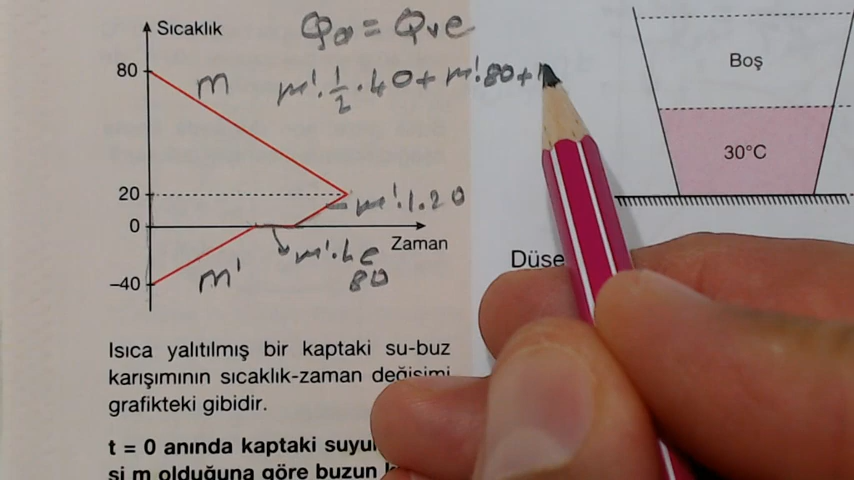 Sıcaklık
Qa = Qve
80
m
m'.1/2.40+m'.80+
Boş
30°C
20
m'.1.20
0
Zaman
m'.Le
80
−40
m'
Düşe
Isıca yalıtılmış bir kaptaki su-buz
karışımının sıcaklık-zaman değişimi
grafikteki gibidir.
t = 0 anında kaptaki suyu
si m olduğuna göre buzun